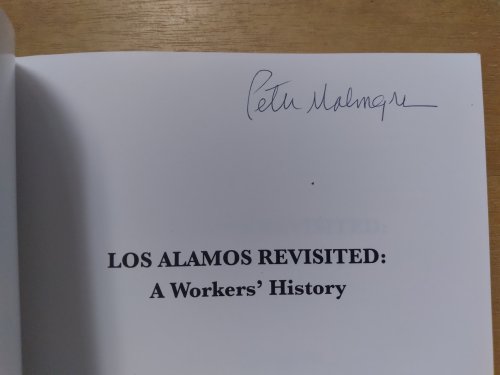 Peter Malmgren
LOS ALAMOS REVISITED:
A Workers' History